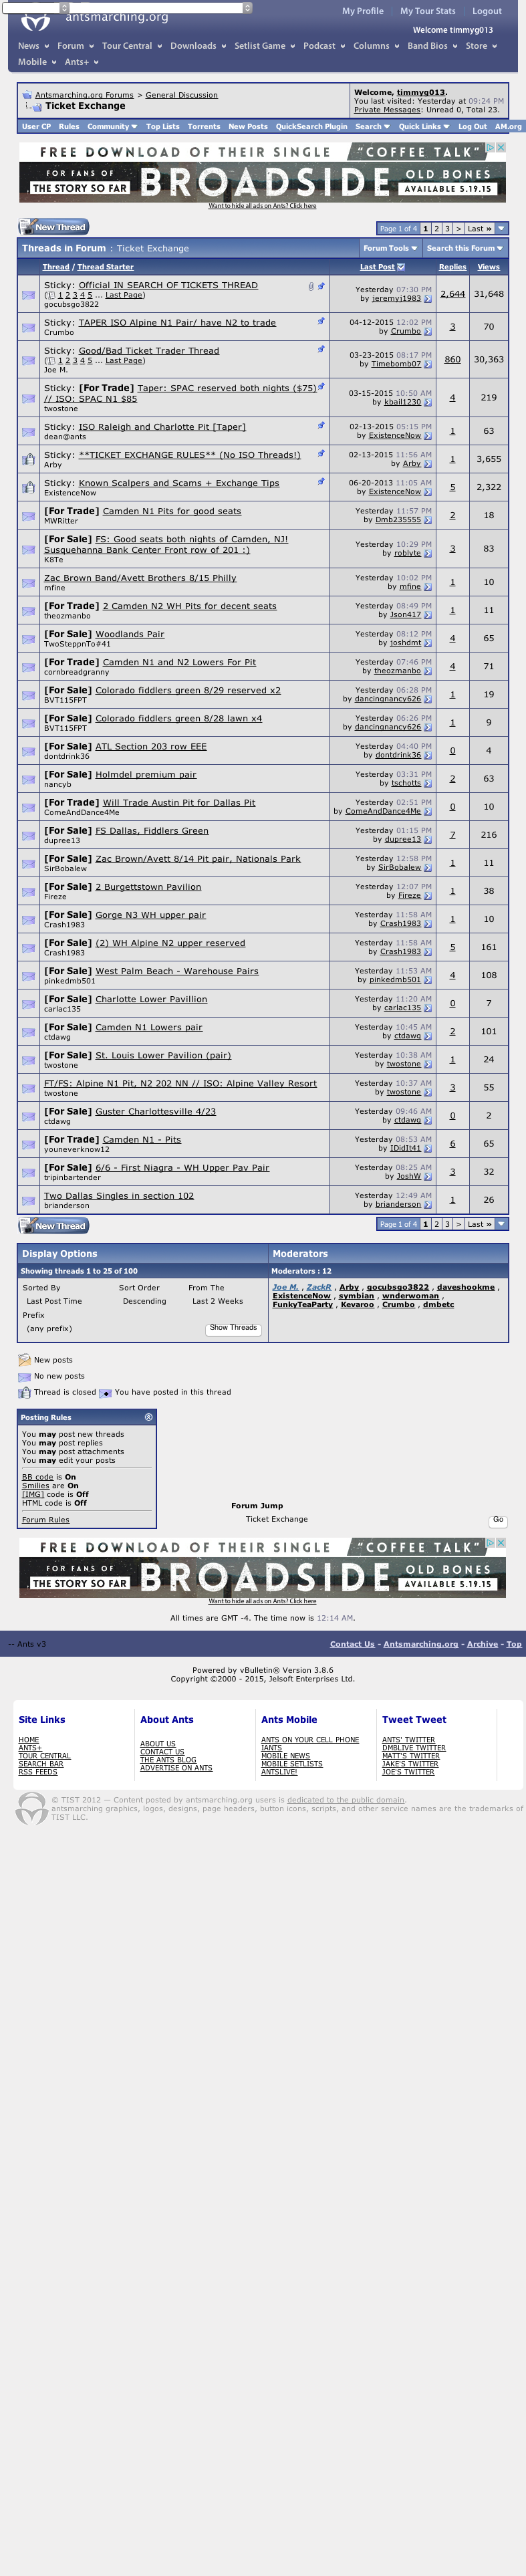 antsmarching.org
My Profile | My Tour Stats | Logout
Welcome timmyg013
News Forum Tour Central Downloads Setlist Game Podcast Columns Band Bios Store
Mobile Ants+
Antsmarching.org Forums > General Discussion
Ticket Exchange
Welcome, timmyg013.
You last visited: Yesterday at 09:24 PM
Private Messages: Unread 0, Total 23.
User CP Rules Community Top Lists Torrents New Posts QuickSearch Plugin Search Quick Links Log Out AM.org
FREE DOWNLOAD OF THE ORIGINAL SINGLE "COFFEE TALK"
FOR FANS OF THE STORY SO FAR BROADSIDE OLD BONES AVAILABLE 5.19.15
Want to hide all ads on Ants? Click here
New Thread
Page 1 of 4 1 2 3 > Last »
Threads in Forum : Ticket Exchange Forum Tools Search this Forum
Thread / Thread Starter Last Post Replies Views
Sticky: Official IN SEARCH OF TICKETS THREAD
( 1 2 3 4 5 ... Last Page)
gocubsgo3822
Yesterday 07:30 PM
by jeremyj1983
2,644 31,648
Sticky: TAPER ISO Alpine N1 Pair/ have N2 to trade
Crumbo
04-12-2015 12:02 PM
by Crumbo
3 70
Sticky: Good/Bad Ticket Trader Thread
( 1 2 3 4 5 ... Last Page)
Joe M.
03-23-2015 08:17 PM
by Timebomb07
860 30,363
Sticky: [For Trade] Taper: SPAC reserved both nights ($75)
// ISO: SPAC N1 $85
twostone
03-15-2015 10:50 AM
by kball1230
4 219
Sticky: ISO Raleigh and Charlotte Pit [Taper]
dean@ants
02-13-2015 05:15 PM
by ExistenceNow
1 63
Sticky: **TICKET EXCHANGE RULES** (No ISO Threads!)
Arby
02-13-2015 11:56 AM
by Arby
1 3,655
Sticky: Known Scalpers and Scams + Exchange Tips
ExistenceNow
06-20-2013 11:05 AM
by ExistenceNow
5 2,322
[For Trade] Camden N1 Pits for good seats
MWRitter
Yesterday 11:57 PM
by Dmb235555
2 18
[For Sale] FS: Good seats both nights of Camden, NJ!
Susquehanna Bank Center Front row of 201 :)
K8Te
Yesterday 10:29 PM
by roblyte
3 83
Zac Brown Band/Avett Brothers 8/15 Philly
mfine
Yesterday 10:02 PM
by mfine
1 10
[For Trade] 2 Camden N2 WH Pits for decent seats
theozmanbo
Yesterday 08:49 PM
by Json417
1 11
[For Sale] Woodlands Pair
TwoSteppnTo#41
Yesterday 08:12 PM
by joshdmt
4 65
[For Trade] Camden N1 and N2 Lowers For Pit
cornbreadgranny
Yesterday 07:46 PM
by theozmanbo
4 71
[For Sale] Colorado fiddlers green 8/29 reserved x2
BVT115FPT
Yesterday 06:28 PM
by dancingnancy626
1 19
[For Sale] Colorado fiddlers green 8/28 lawn x4
BVT115FPT
Yesterday 06:26 PM
by dancingnancy626
1 9
[For Sale] ATL Section 203 row EEE
dontdrink36
Yesterday 04:40 PM
by dontdrink36
0 4
[For Sale] Holmdel premium pair
nancyb
Yesterday 03:31 PM
by tschotts
2 63
[For Trade] Will Trade Austin Pit for Dallas Pit
ComeAndDance4Me
Yesterday 02:51 PM
by ComeAndDance4Me
0 10
[For Sale] FS Dallas, Fiddlers Green
dupree13
Yesterday 01:15 PM
by dupree13
7 216
[For Sale] Zac Brown/Avett 8/14 Pit pair, Nationals Park
SirBobalew
Yesterday 12:58 PM
by SirBobalew
1 11
[For Sale] 2 Burgettstown Pavilion
Fireze
Yesterday 12:07 PM
by Fireze
1 38
[For Sale] Gorge N3 WH upper pair
Crash1983
Yesterday 11:58 AM
by Crash1983
1 10
[For Sale] (2) WH Alpine N2 upper reserved
Crash1983
Yesterday 11:58 AM
by Crash1983
5 161
[For Sale] West Palm Beach - Warehouse Pairs
pinkedmb501
Yesterday 11:53 AM
by pinkedmb501
4 108
[For Sale] Charlotte Lower Pavillion
carlac135
Yesterday 11:20 AM
by carlac135
0 7
[For Sale] Camden N1 Lowers pair
ctdawg
Yesterday 10:45 AM
by ctdawg
2 101
[For Sale] St. Louis Lower Pavilion (pair)
twostone
Yesterday 10:38 AM
by twostone
1 24
FT/FS: Alpine N1 Pit, N2 202 NN // ISO: Alpine Valley Resort
twostone
Yesterday 10:37 AM
by twostone
3 55
[For Sale] Guster Charlottesville 4/23
ctdawg
Yesterday 09:46 AM
by ctdawg
0 2
[For Trade] Camden N1 - Pits
youneverknow12
Yesterday 08:53 AM
by IDidIt41
6 65
[For Sale] 6/6 - First Niagra - WH Upper Pav Pair
tripinbartender
Yesterday 08:25 AM
by JoshW
3 32
Two Dallas Singles in section 102
brianderson
Yesterday 12:49 AM
by brianderson
1 26
New Thread
Page 1 of 4 1 2 3 > Last »
Display Options Moderators
Showing threads 1 to 25 of 100 Moderators : 12
Sorted By Sort Order From The
Last Post Time Descending Last 2 Weeks
Prefix
(any prefix) Show Threads
Joe M. , ZackR , Arby , gocubsgo3822 , daveshookme ,
ExistenceNow , symbian , wnderwoman ,
FunkyTeaParty , Kevaroo , Crumbo , dmbetc
New posts
No new posts
Thread is closed You have posted in this thread
Posting Rules
You may post new threads
You may post replies
You may post attachments
You may edit your posts
BB code is On
Smilies are On
[IMG] code is Off
HTML code is Off
Forum Rules
Forum Jump
Ticket Exchange Go
FREE DOWNLOAD OF THE ORIGINAL SINGLE "COFFEE TALK"
FOR FANS OF THE STORY SO FAR BROADSIDE OLD BONES AVAILABLE 5.19.15
Want to hide all ads on Ants? Click here
All times are GMT -4. The time now is 12:14 AM.
-- Ants v3 Contact Us - Antsmarching.org - Archive - Top
Powered by vBulletin® Version 3.8.6
Copyright ©2000 - 2015, Jelsoft Enterprises Ltd.
Site Links
HOME
ANTS+
TOUR CENTRAL
SEARCH BAR
RSS FEEDS
About Ants
ABOUT US
CONTACT US
THE ANTS BLOG
ADVERTISE ON ANTS
Ants Mobile
ANTS ON YOUR CELL PHONE
IANTS
MOBILE NEWS
MOBILE SETLISTS
ANTSLIVE!
Tweet Tweet
ANTS' TWITTER
DMBLIVE TWITTER
MATT'S TWITTER
JAKE'S TWITTER
JOE'S TWITTER
© TIST 2012 — Content posted by antsmarching.org users is dedicated to the public domain.
antsmarching graphics, logos, designs, page headers, button icons, scripts, and other service names are the trademarks of
TIST LLC.